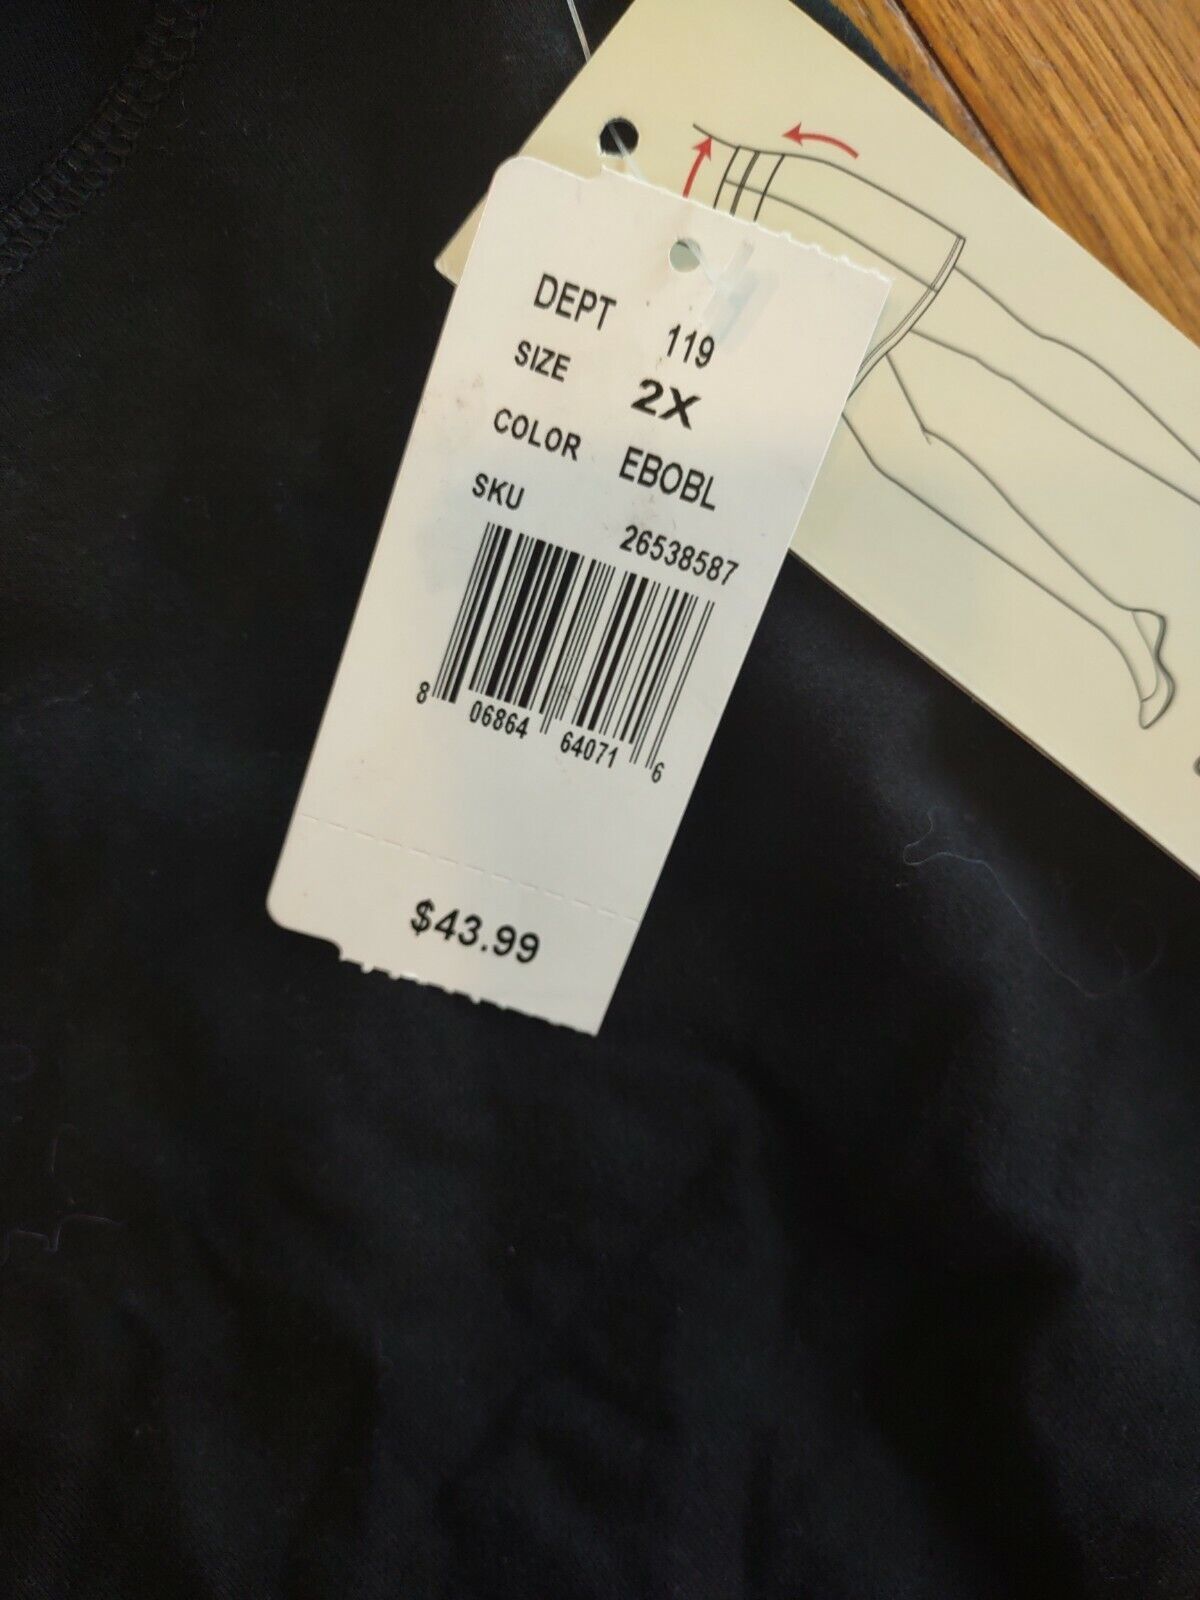 DEPT 119
SIZE 2X
COLOR EBOBL
SKU 26538587
8 06864 64071 6
$43.99